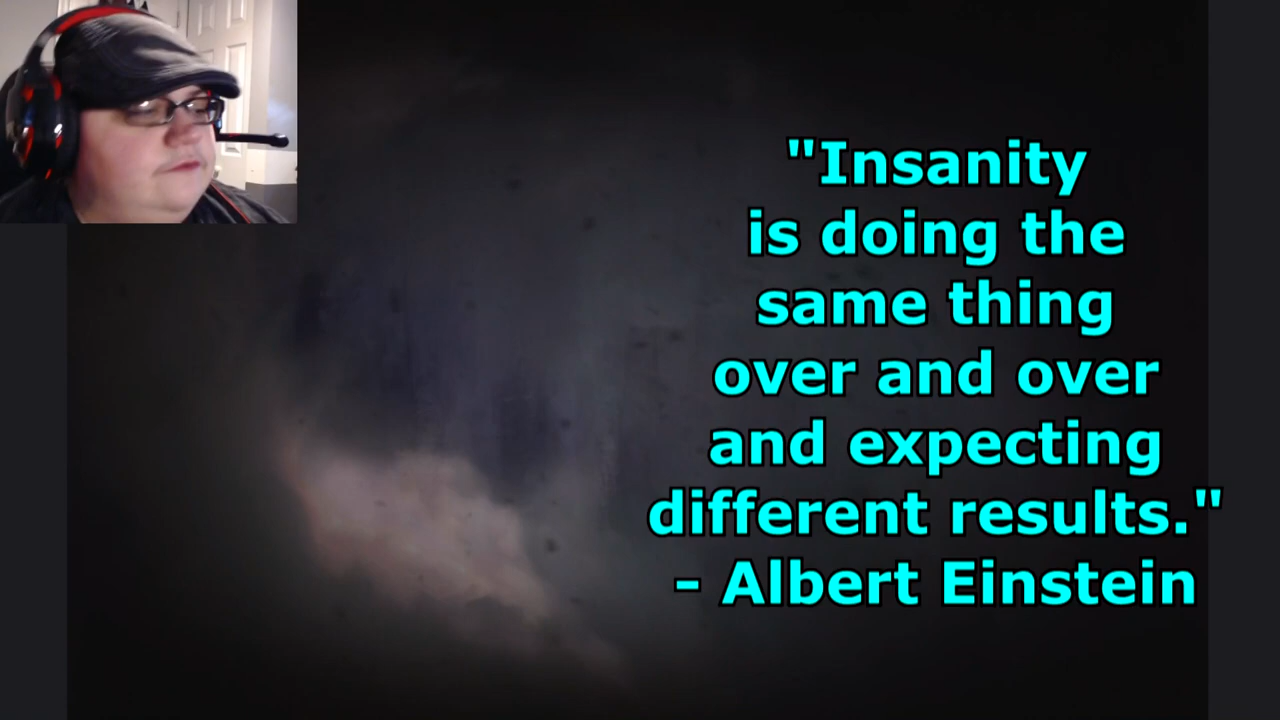 "Insanity
is doing the
same thing
over and over
and expecting
different results."
- Albert Einstein